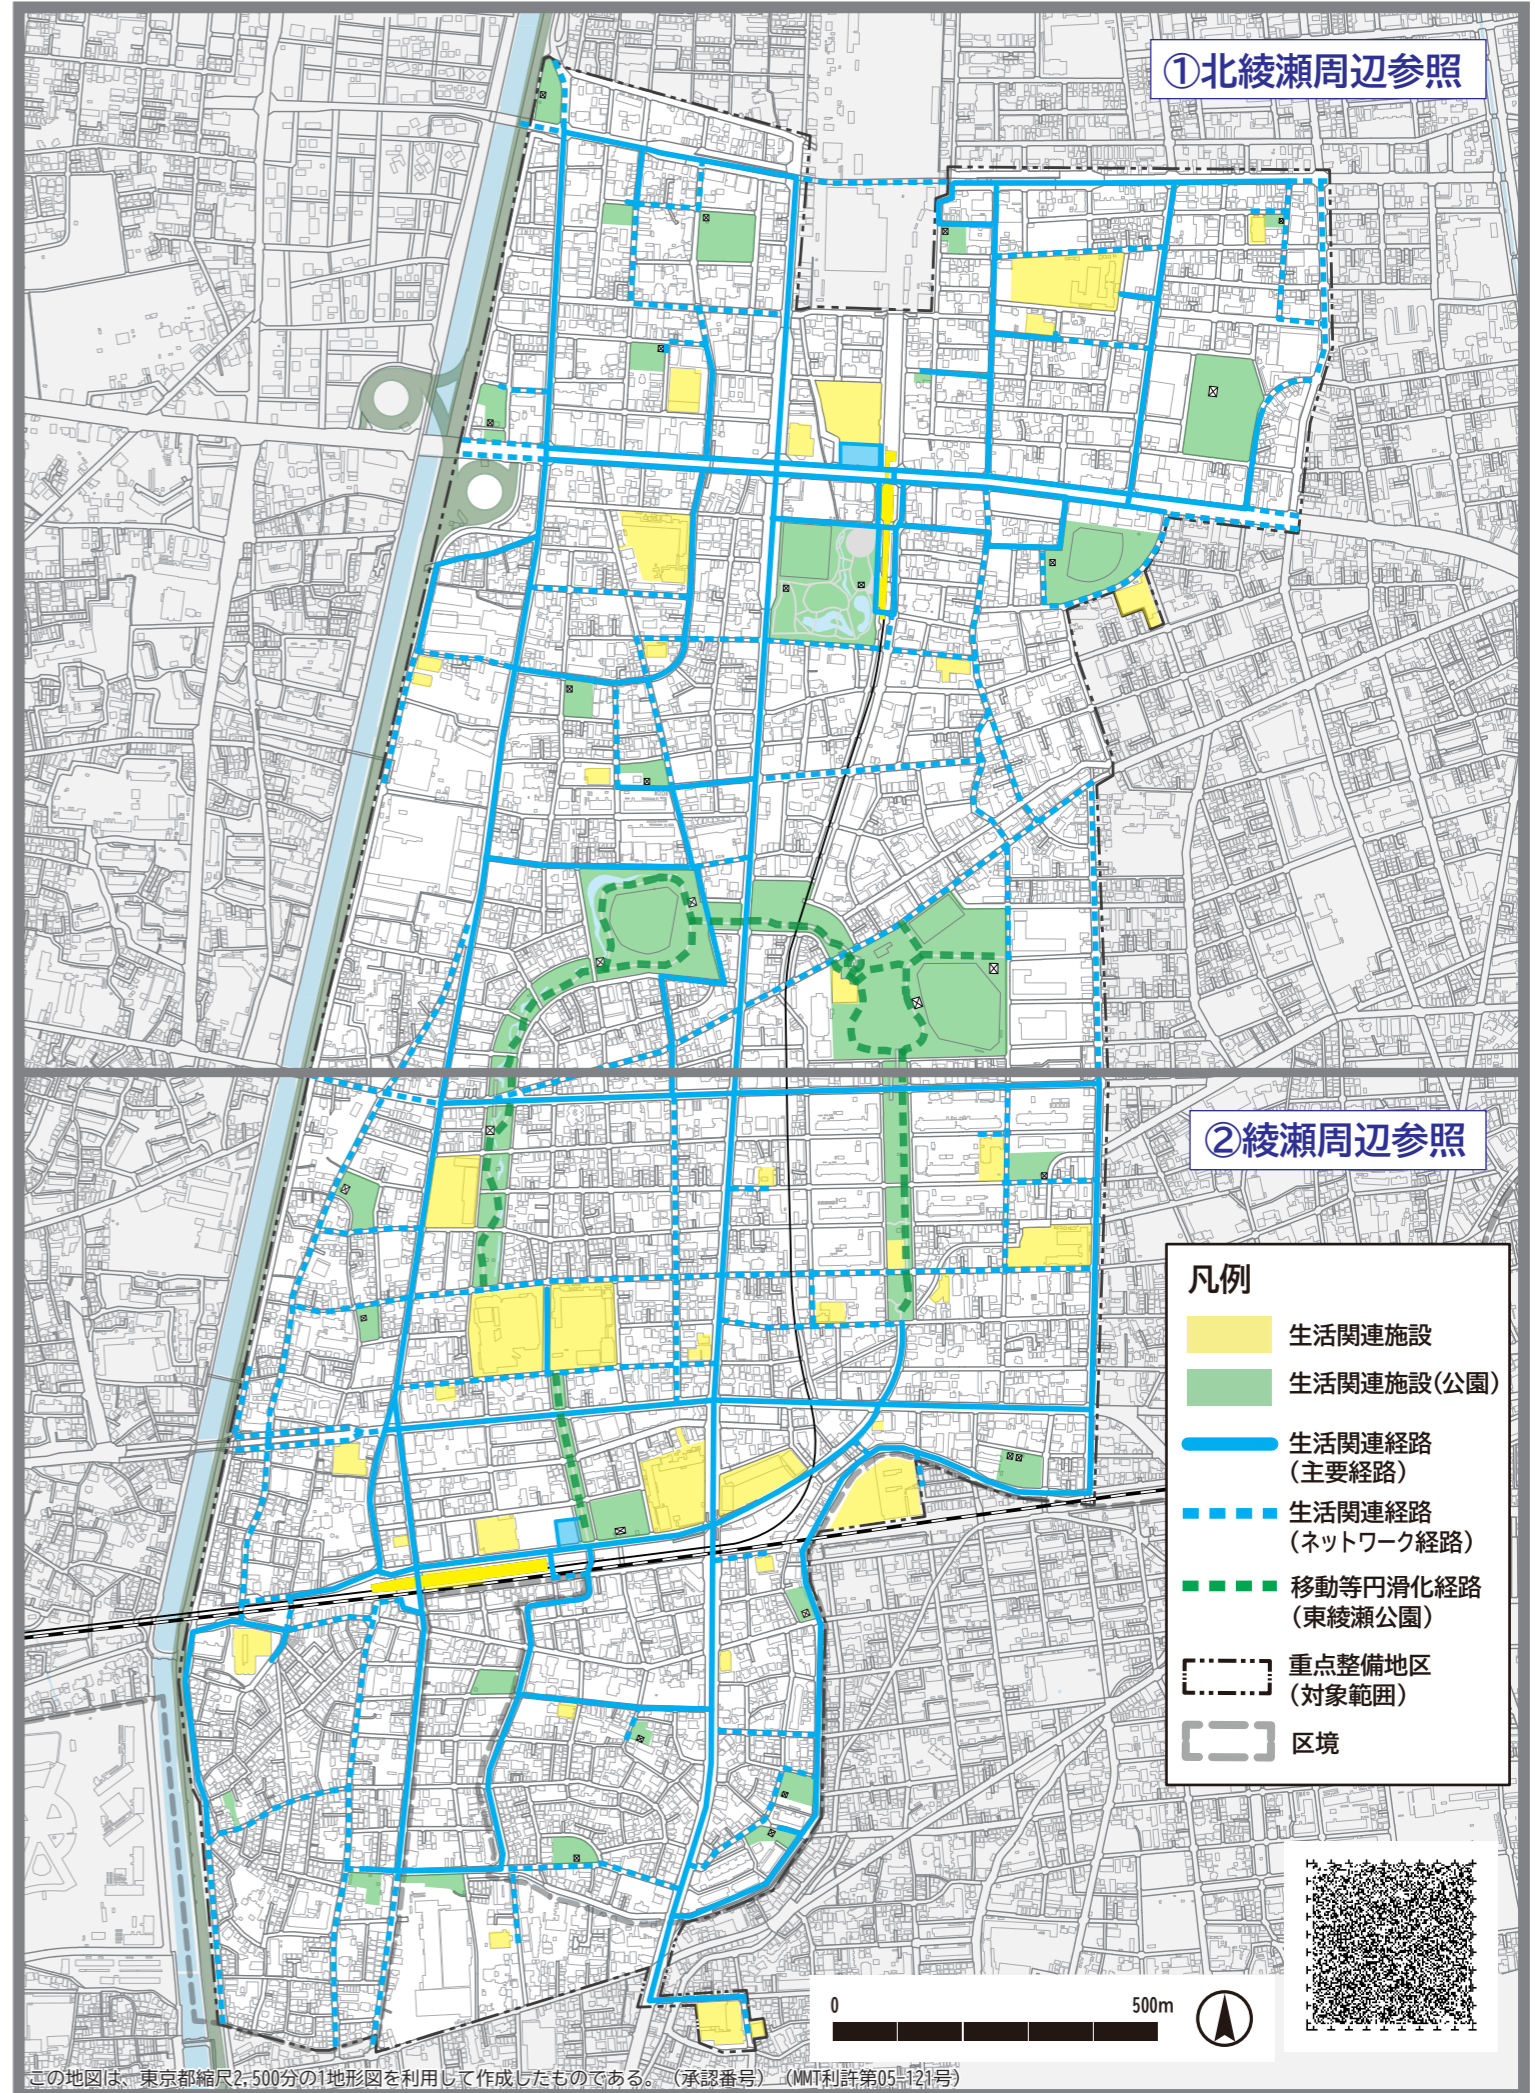 ①北綾瀬周辺参照
②綾瀬周辺参照
凡例
生活関連施設
生活関連施設(公園)
生活関連経路
(主要経路)
生活関連経路
(ネットワーク経路)
移動等円滑化経路
(東綾瀬公園)
重点整備地区
(対象範囲)
区境
0 500m
この地図は、東京都縮尺2,500分の1地形図を利用して作成したものである。(承認番号)(MMT利許第05-121号)